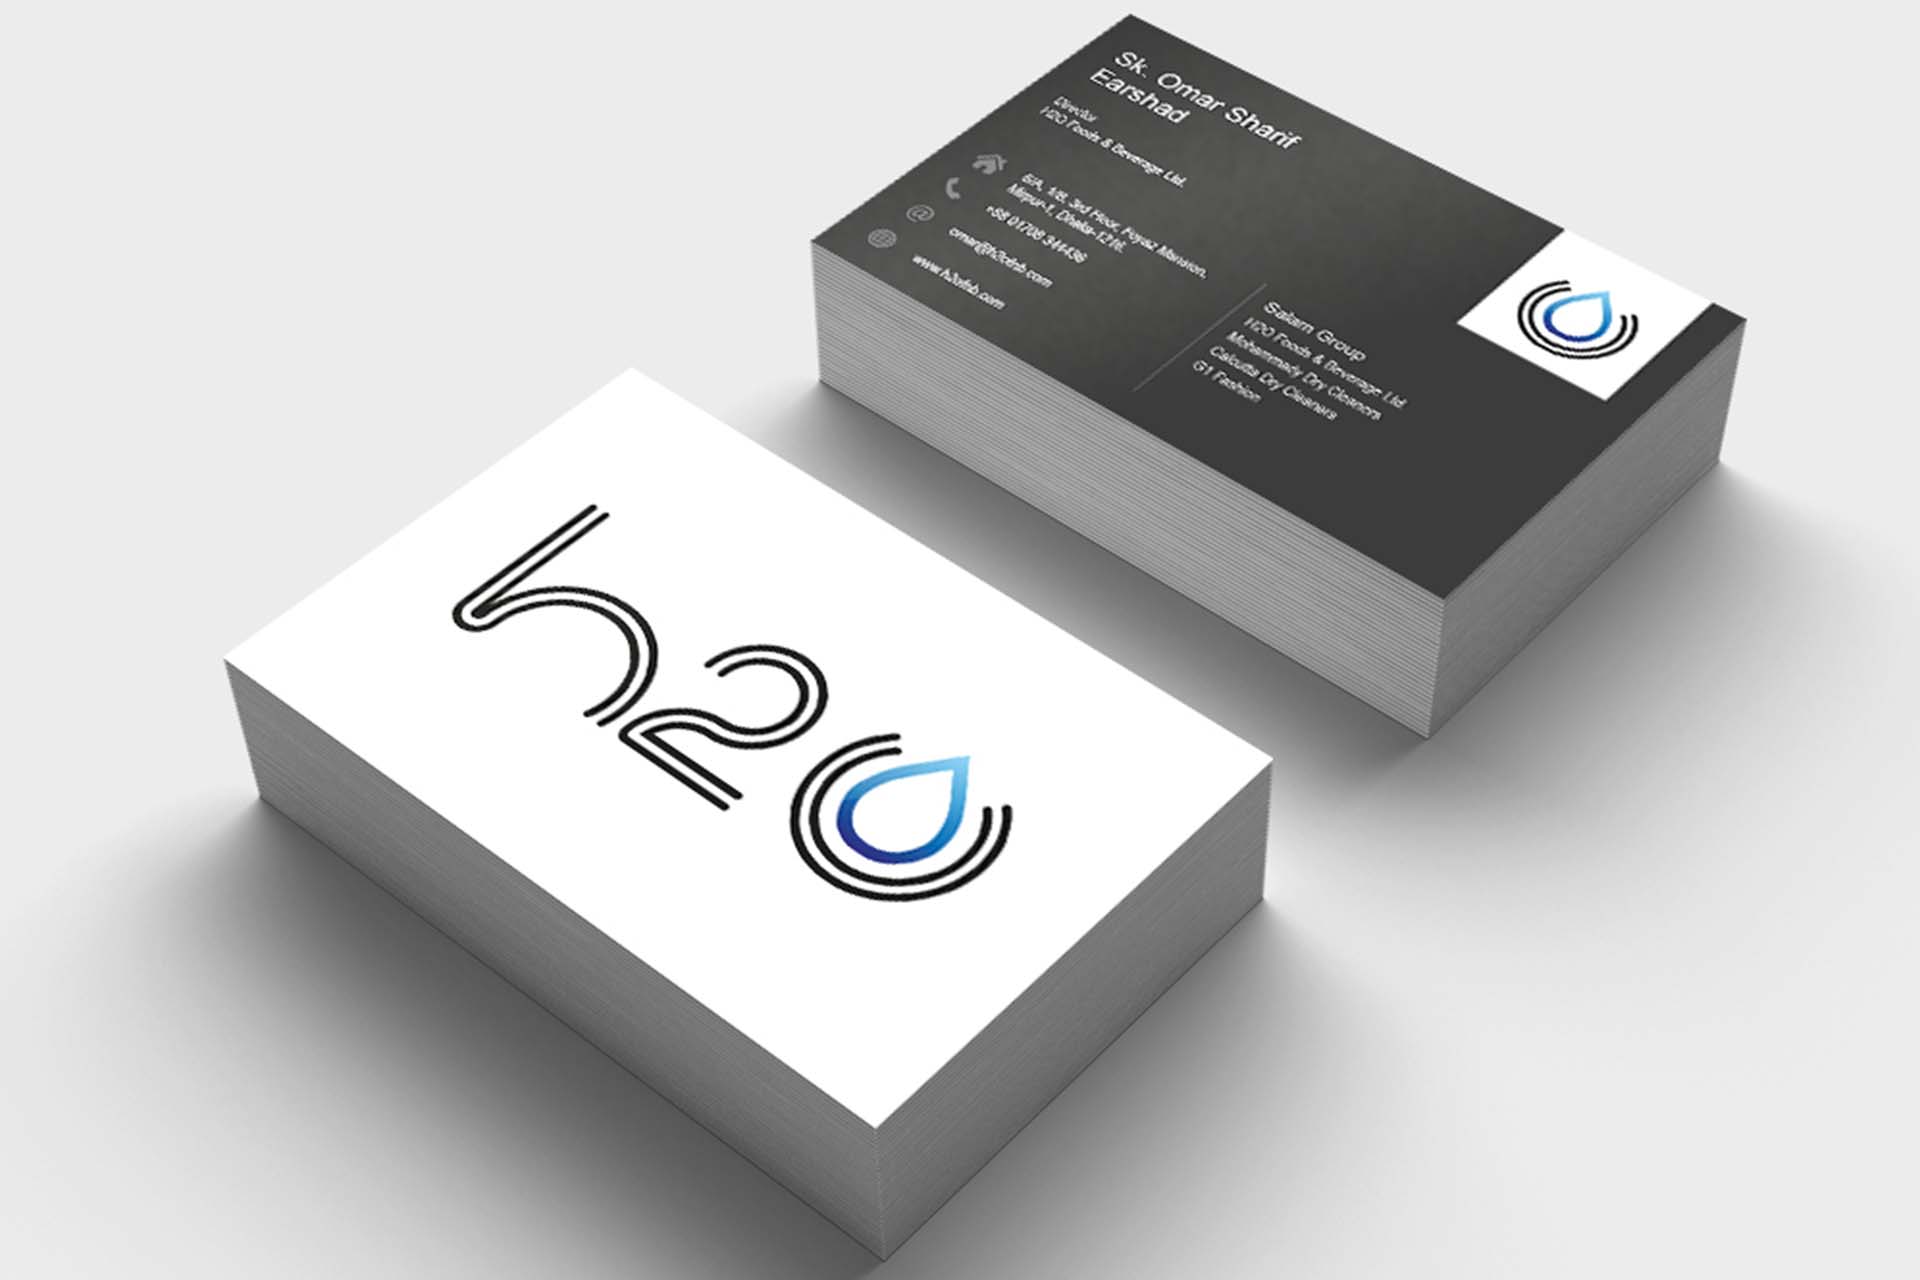 Sk. Omar Sharif
Earshad
Director
H2O Foods & Beverage Ltd.
5/A, 1/B, 3rd Floor, Foyaz Mansion,
Mirpur-1, Dhaka-1216.
+88 01708 344436
omar@h2ofnb.com
www.h2ofnb.com
Salam Group
H2O Foods & Beverage Ltd.
Mohammady Dry Cleaners
Calcutta Dry Cleaners
G1 Fashion
h2o